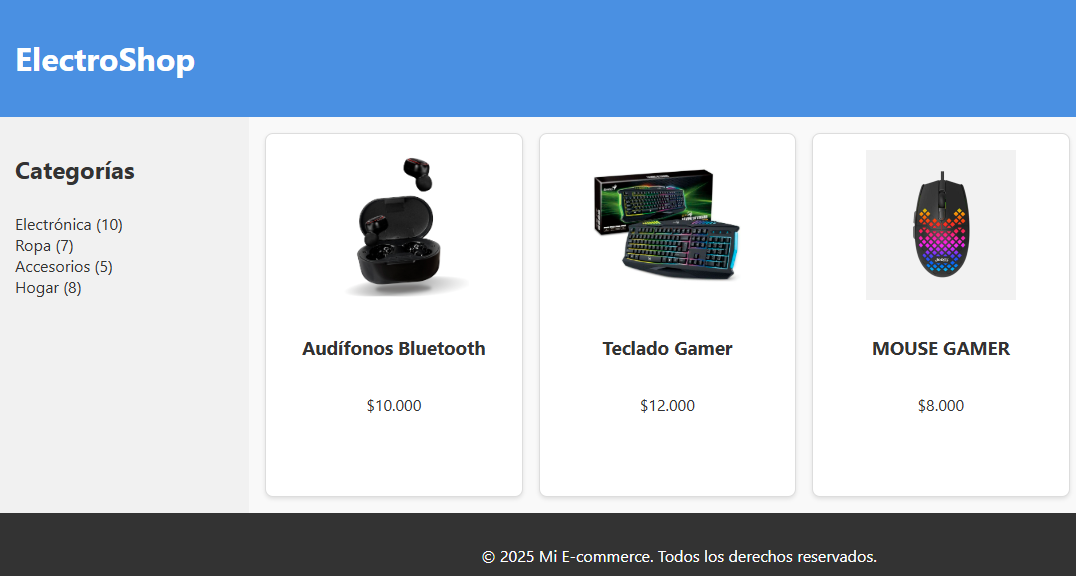 ElectroShop
Categorías
Electrónica (10)
Ropa (7)
Accesorios (5)
Hogar (8)
Audífonos Bluetooth
$10.000
Teclado Gamer
$12.000
MOUSE GAMER
$8.000
© 2025 Mi E-commerce. Todos los derechos reservados.